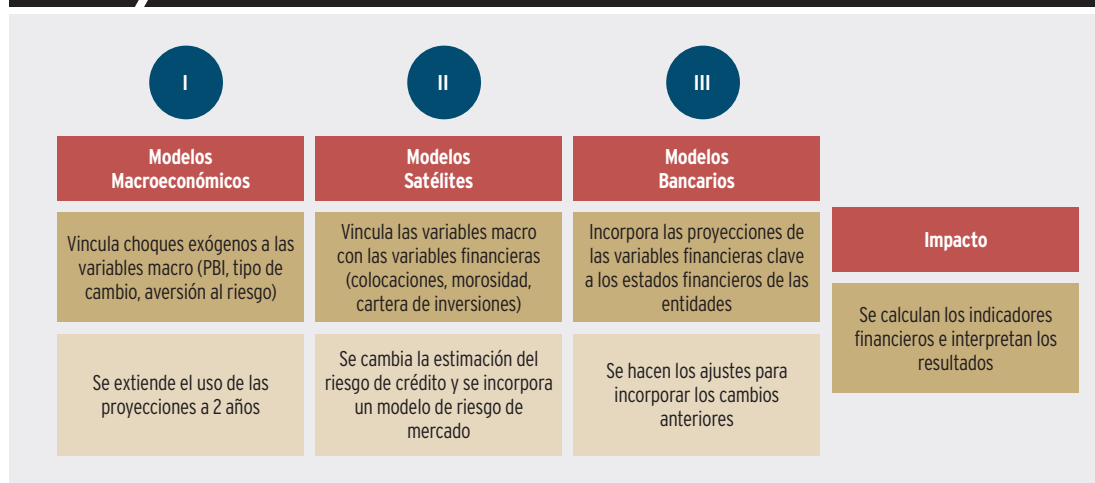 I
Modelos
Macroeconómicos
Vincula choques exógenos a las
variables macro (PBI, tipo de
cambio, aversión al riesgo)
Se extiende el uso de las
proyecciones a 2 años
II
Modelos
Satélites
Vincula las variables macro
con las variables financieras
(colocaciones, morosidad,
cartera de inversiones)
Se cambia la estimación del
riesgo de crédito y se incorpora
un modelo de riesgo de
mercado
III
Modelos
Bancarios
Incorpora las proyecciones de
las variables financieras clave
a los estados financieros de las
entidades
Se hacen los ajustes para
incorporar los cambios
anteriores
Impacto
Se calculan los indicadores
financieros e interpretan los
resultados